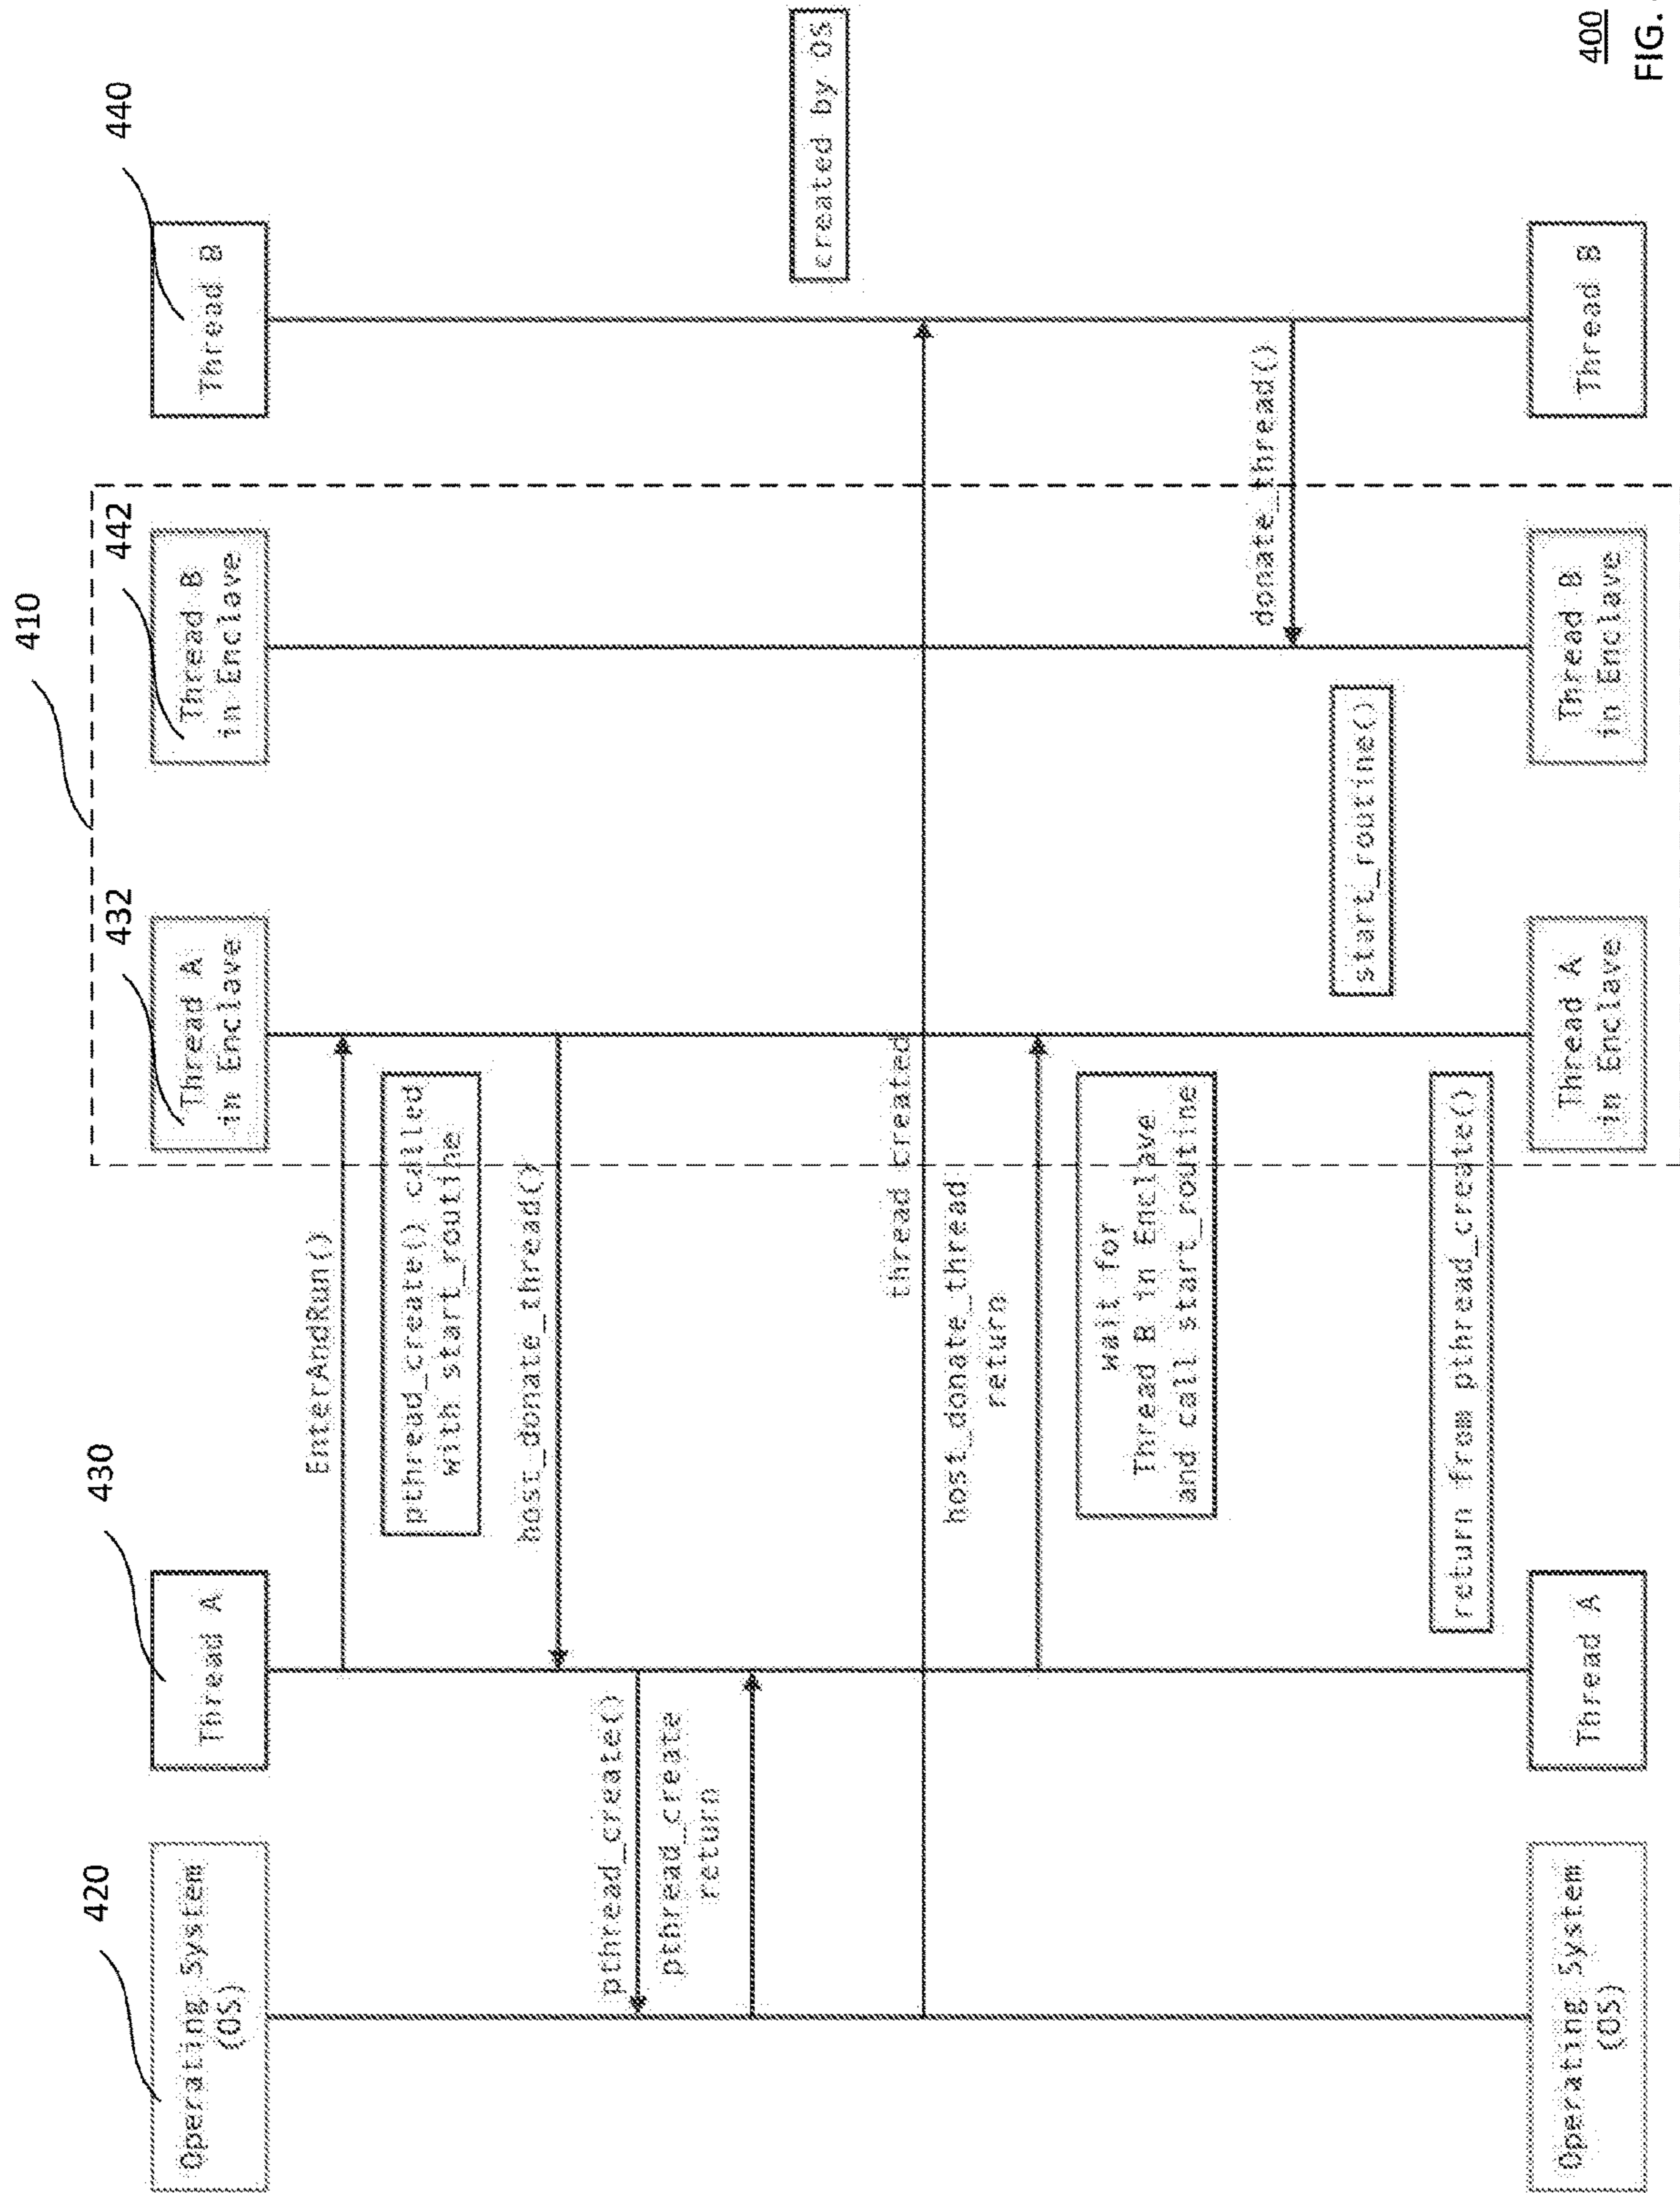 410
420
430
432
442
440
Operating System
(OS)
Thread A
Thread A
in Enclave
Thread B
in Enclave
Thread B
EnterAndRun()
pthread_create() called
with start_routine
host_donate_thread()
pthread_create()
pthread_create
return
created by OS
thread created
host_donate_thread
return
wait for
Thread B in Enclave
and call start_routine
donate_thread()
start_routine()
return from pthread_create()
Operating System
(OS)
Thread A
Thread A
in Enclave
Thread B
in Enclave
Thread B
400
FIG.